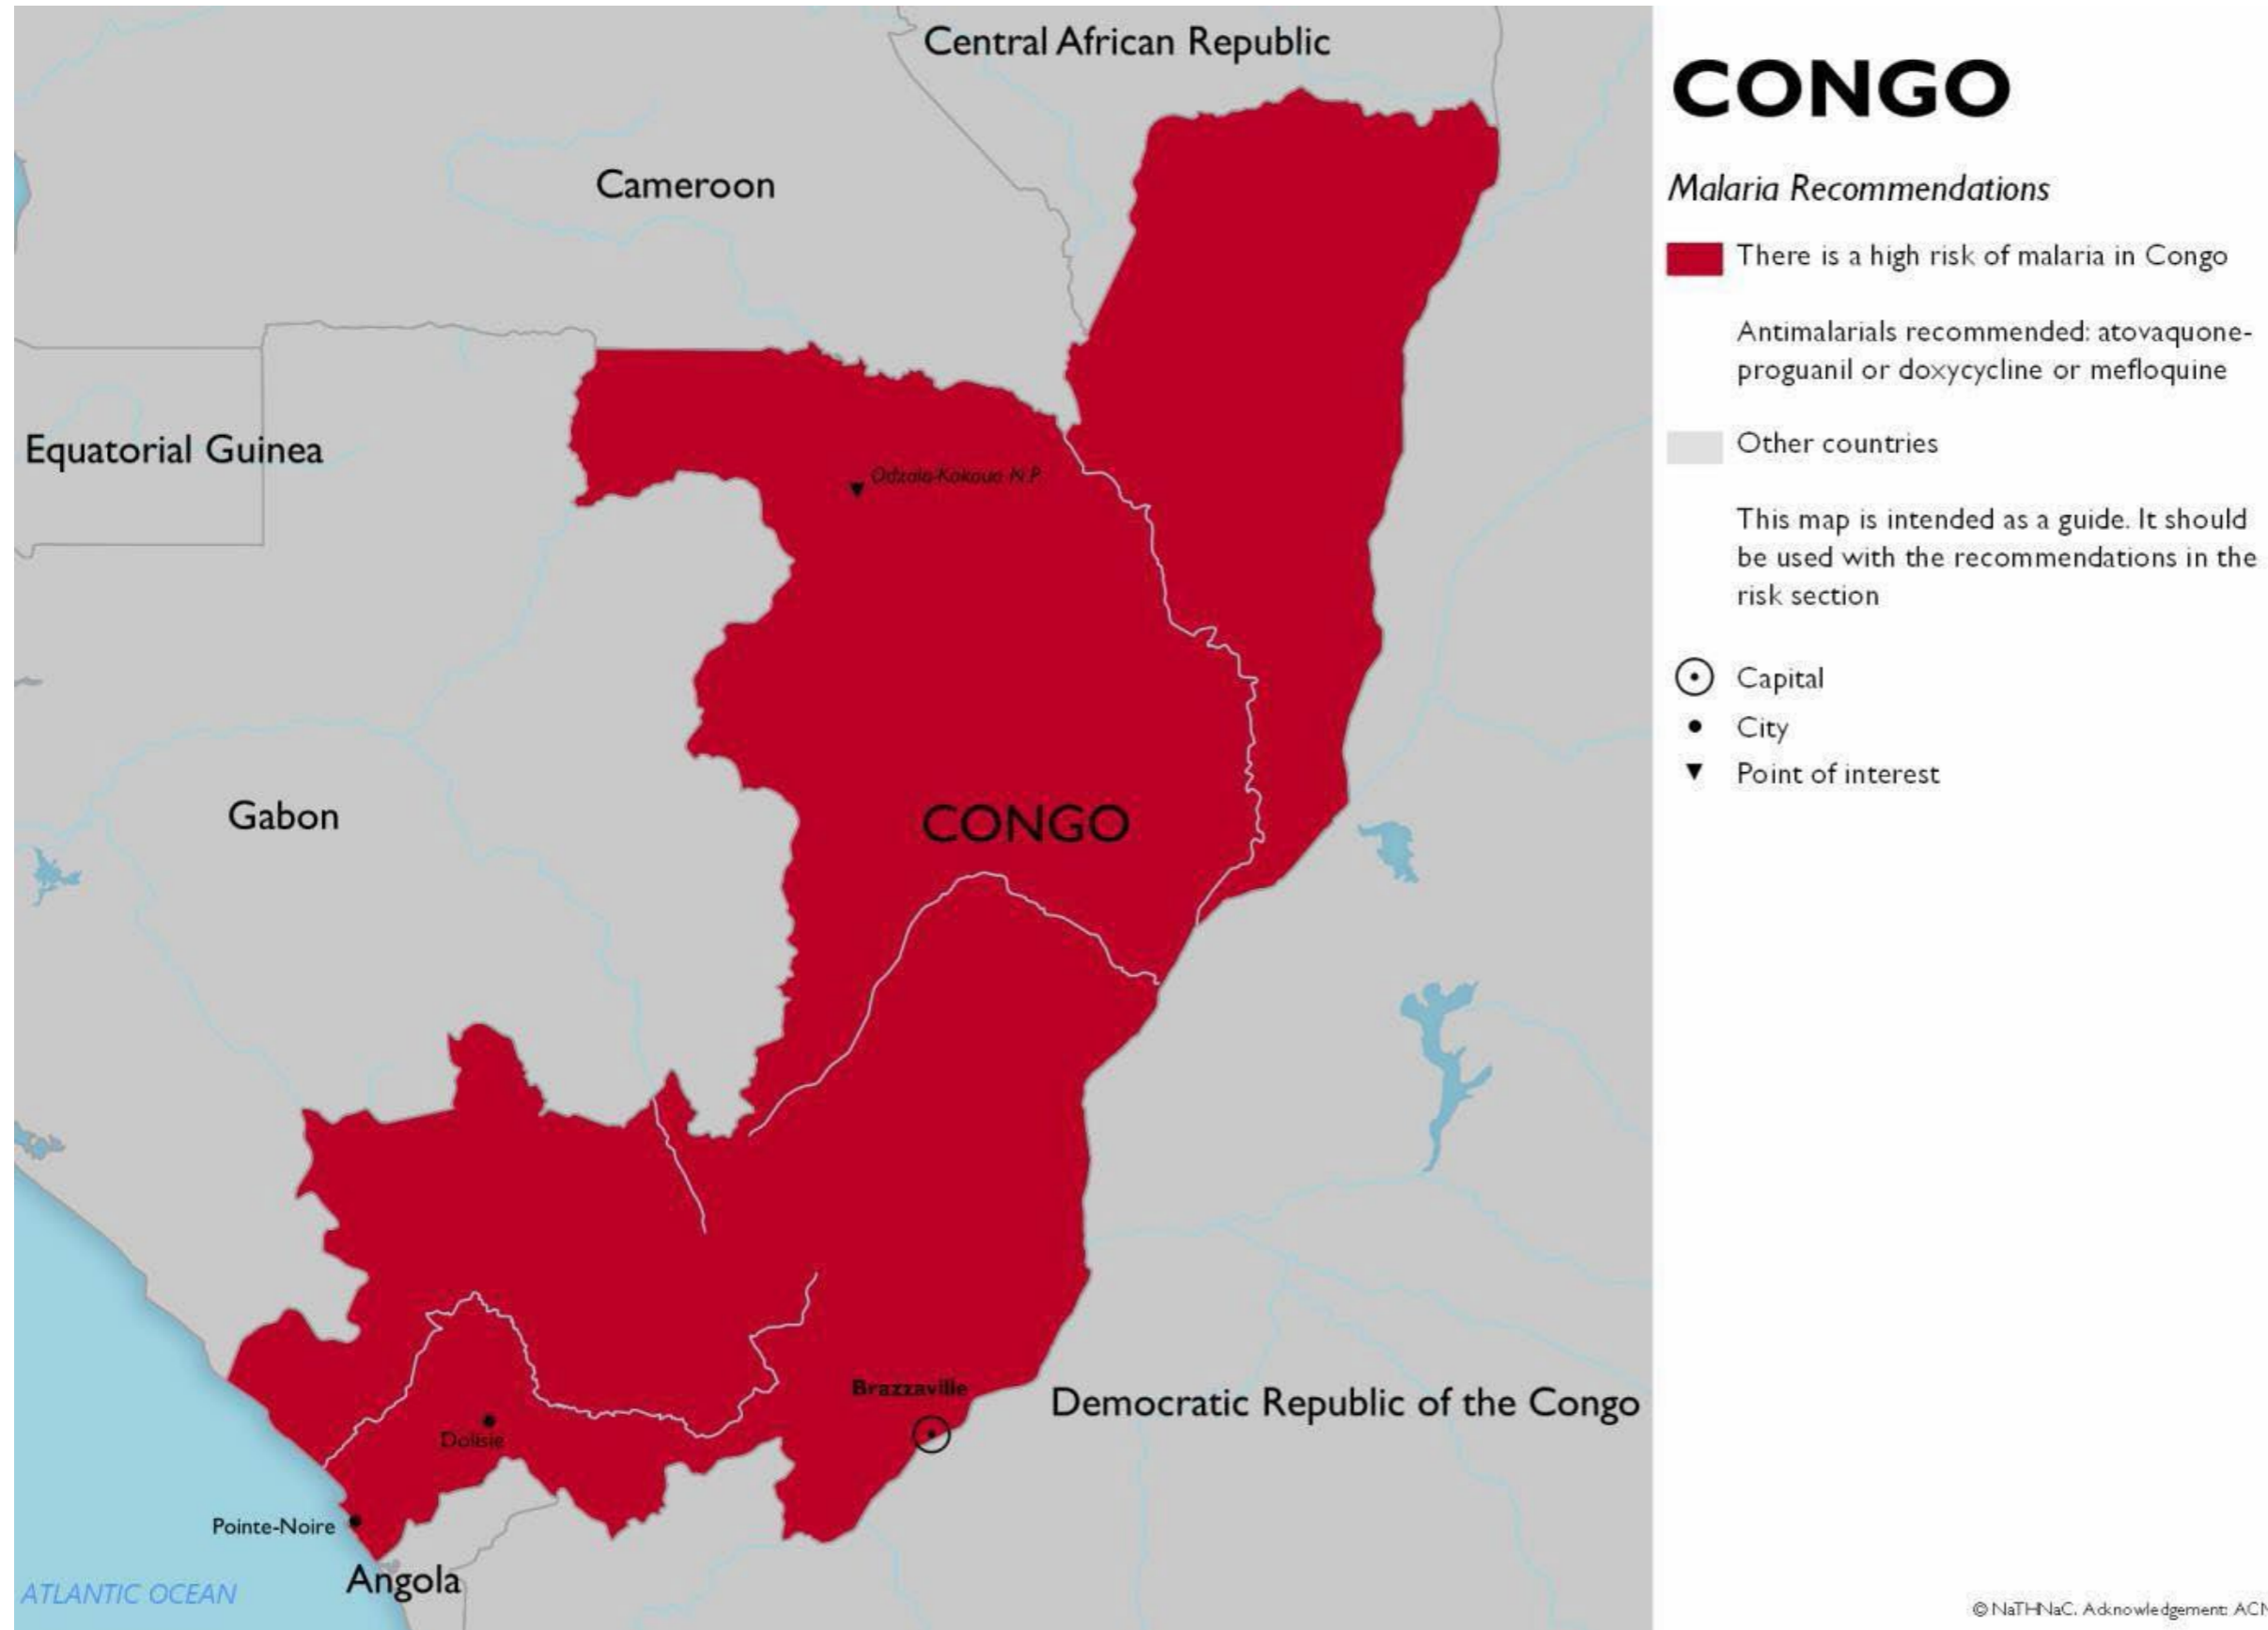 Central African Republic
Cameroon
Equatorial Guinea
Odzala-Kokoua N.P
Gabon
CONGO
Brazzaville
Democratic Republic of the Congo
Dolisie
Pointe-Noire
Angola
ATLANTIC OCEAN
CONGO
Malaria Recommendations
There is a high risk of malaria in Congo
Antimalarials recommended: atovaquone-
proguanil or doxycycline or mefloquine
Other countries
This map is intended as a guide. It should
be used with the recommendations in the
risk section
Capital
City
Point of interest
© NaTHNaC. Acknowledgement: ACM